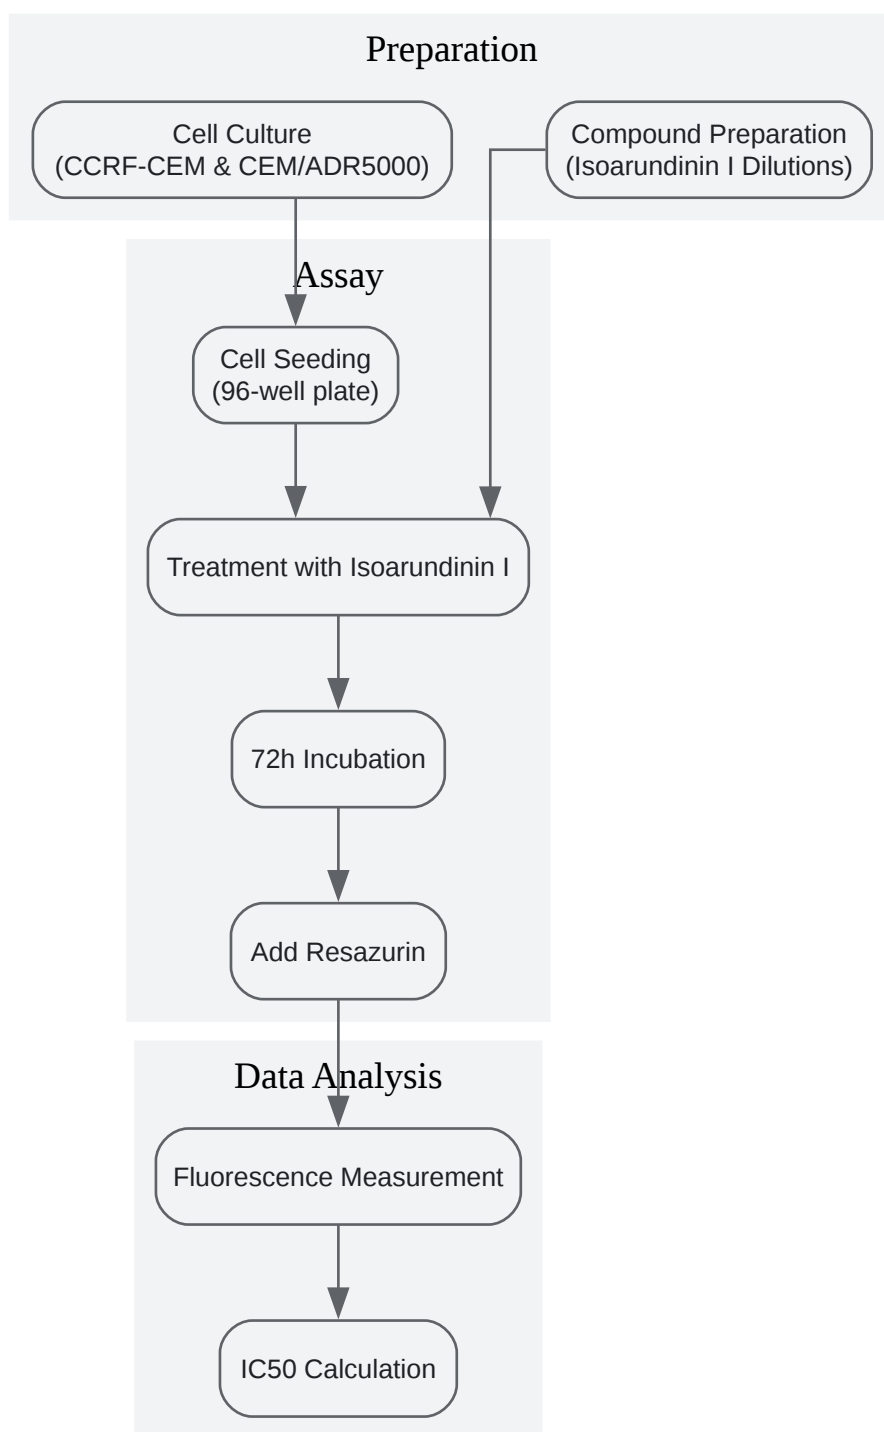 Preparation
Cell Culture
(CCRF-CEM & CEM/ADR5000)
Compound Preparation
(Isoarundinin I Dilutions)
Assay
Cell Seeding
(96-well plate)
Treatment with Isoarundinin I
72h Incubation
Add Resazurin
Data Analysis
Fluorescence Measurement
IC50 Calculation